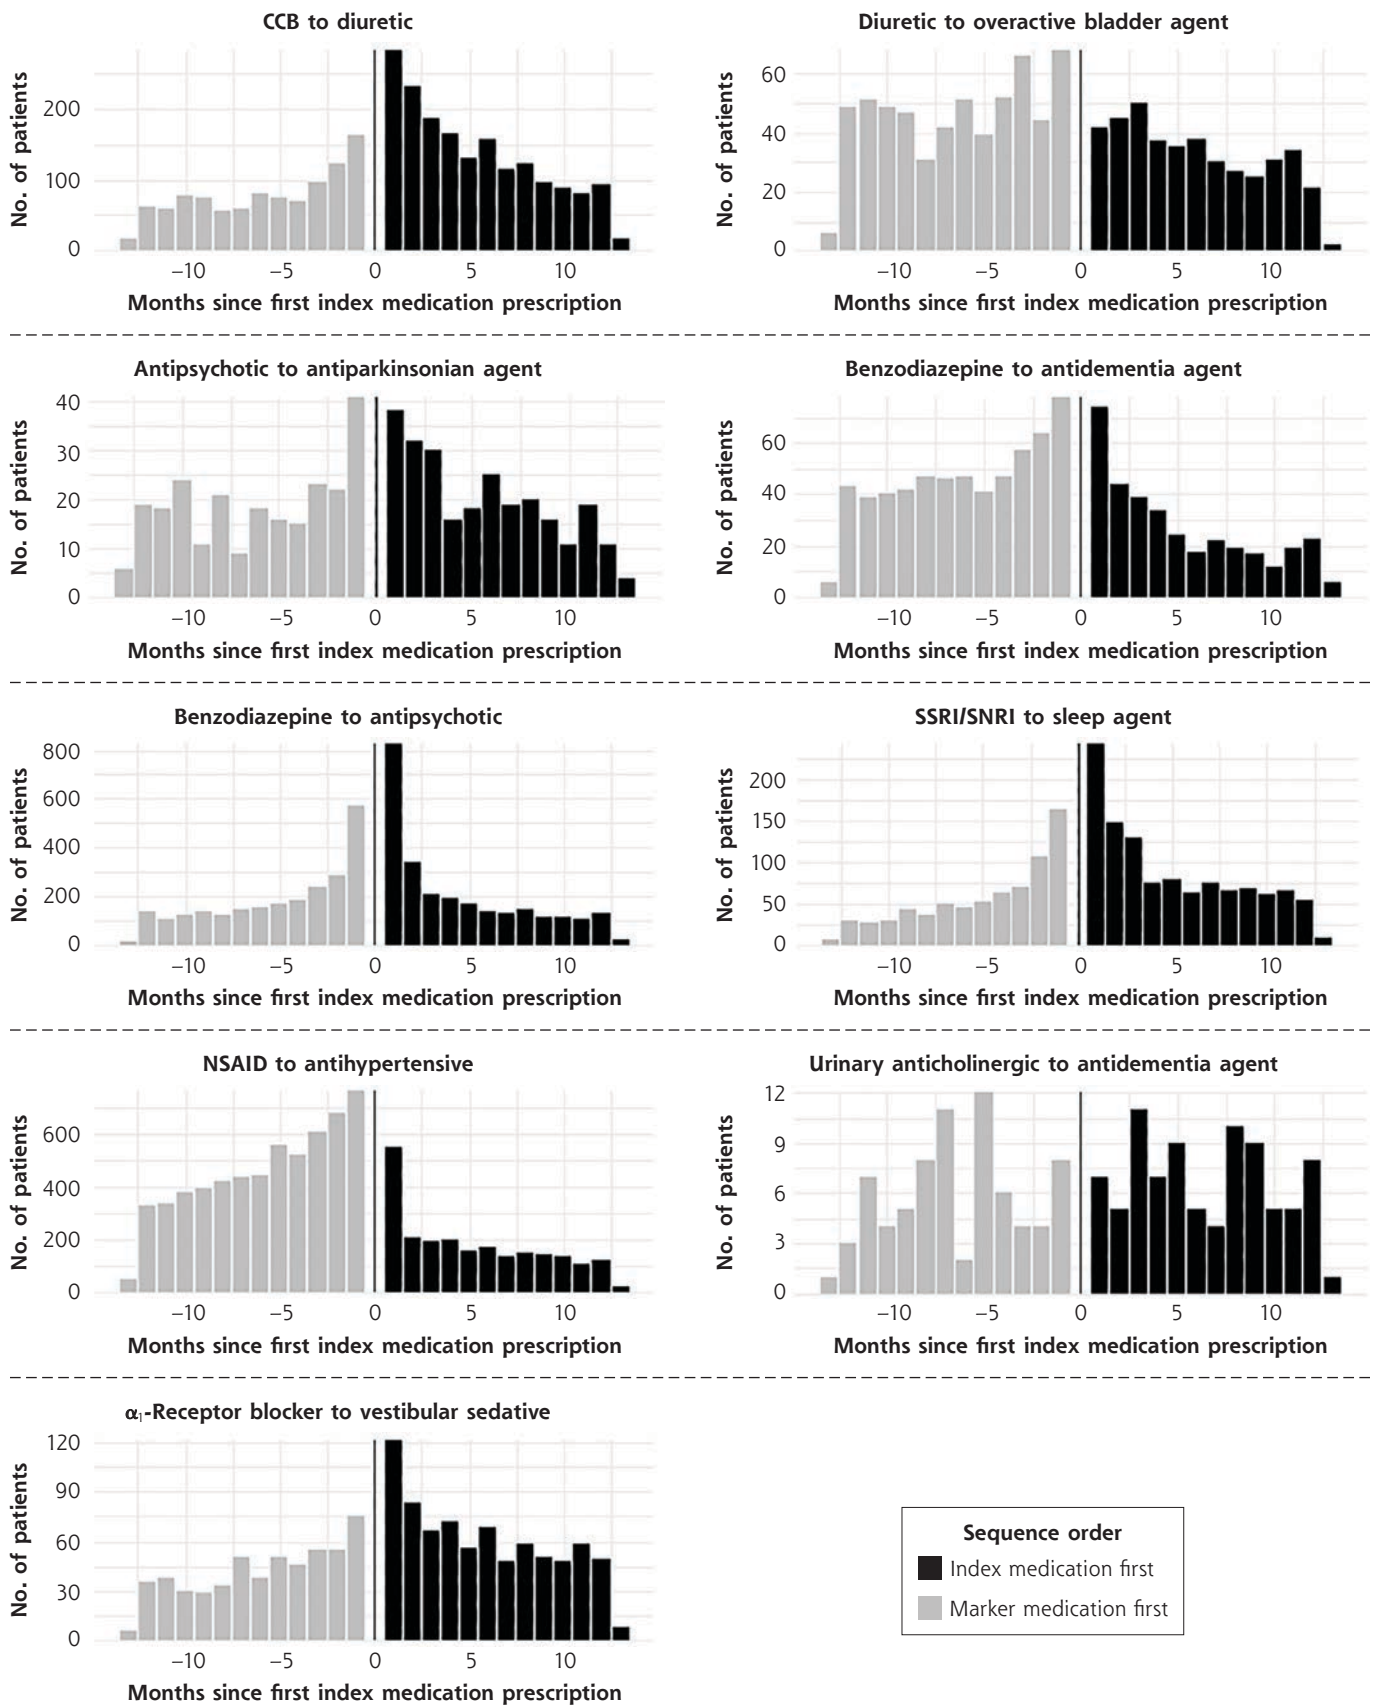 CCB to diuretic
No. of patients
200
100
0
–10 –5 0 5 10
Months since first index medication prescription
Diuretic to overactive bladder agent
No. of patients
60
40
20
0
–10 –5 0 5 10
Months since first index medication prescription
Antipsychotic to antiparkinsonian agent
No. of patients
40
30
20
10
0
–10 –5 0 5 10
Months since first index medication prescription
Benzodiazepine to antidementia agent
No. of patients
60
40
20
0
–10 –5 0 5 10
Months since first index medication prescription
Benzodiazepine to antipsychotic
No. of patients
800
600
400
200
0
–10 –5 0 5 10
Months since first index medication prescription
SSRI/SNRI to sleep agent
No. of patients
200
150
100
50
0
–10 –5 0 5 10
Months since first index medication prescription
NSAID to antihypertensive
No. of patients
600
400
200
0
–10 –5 0 5 10
Months since first index medication prescription
Urinary anticholinergic to antidementia agent
No. of patients
12
9
6
3
0
–10 –5 0 5 10
Months since first index medication prescription
α₁-Receptor blocker to vestibular sedative
No. of patients
120
90
60
30
0
–10 –5 0 5 10
Months since first index medication prescription
Sequence order
Index medication first
Marker medication first